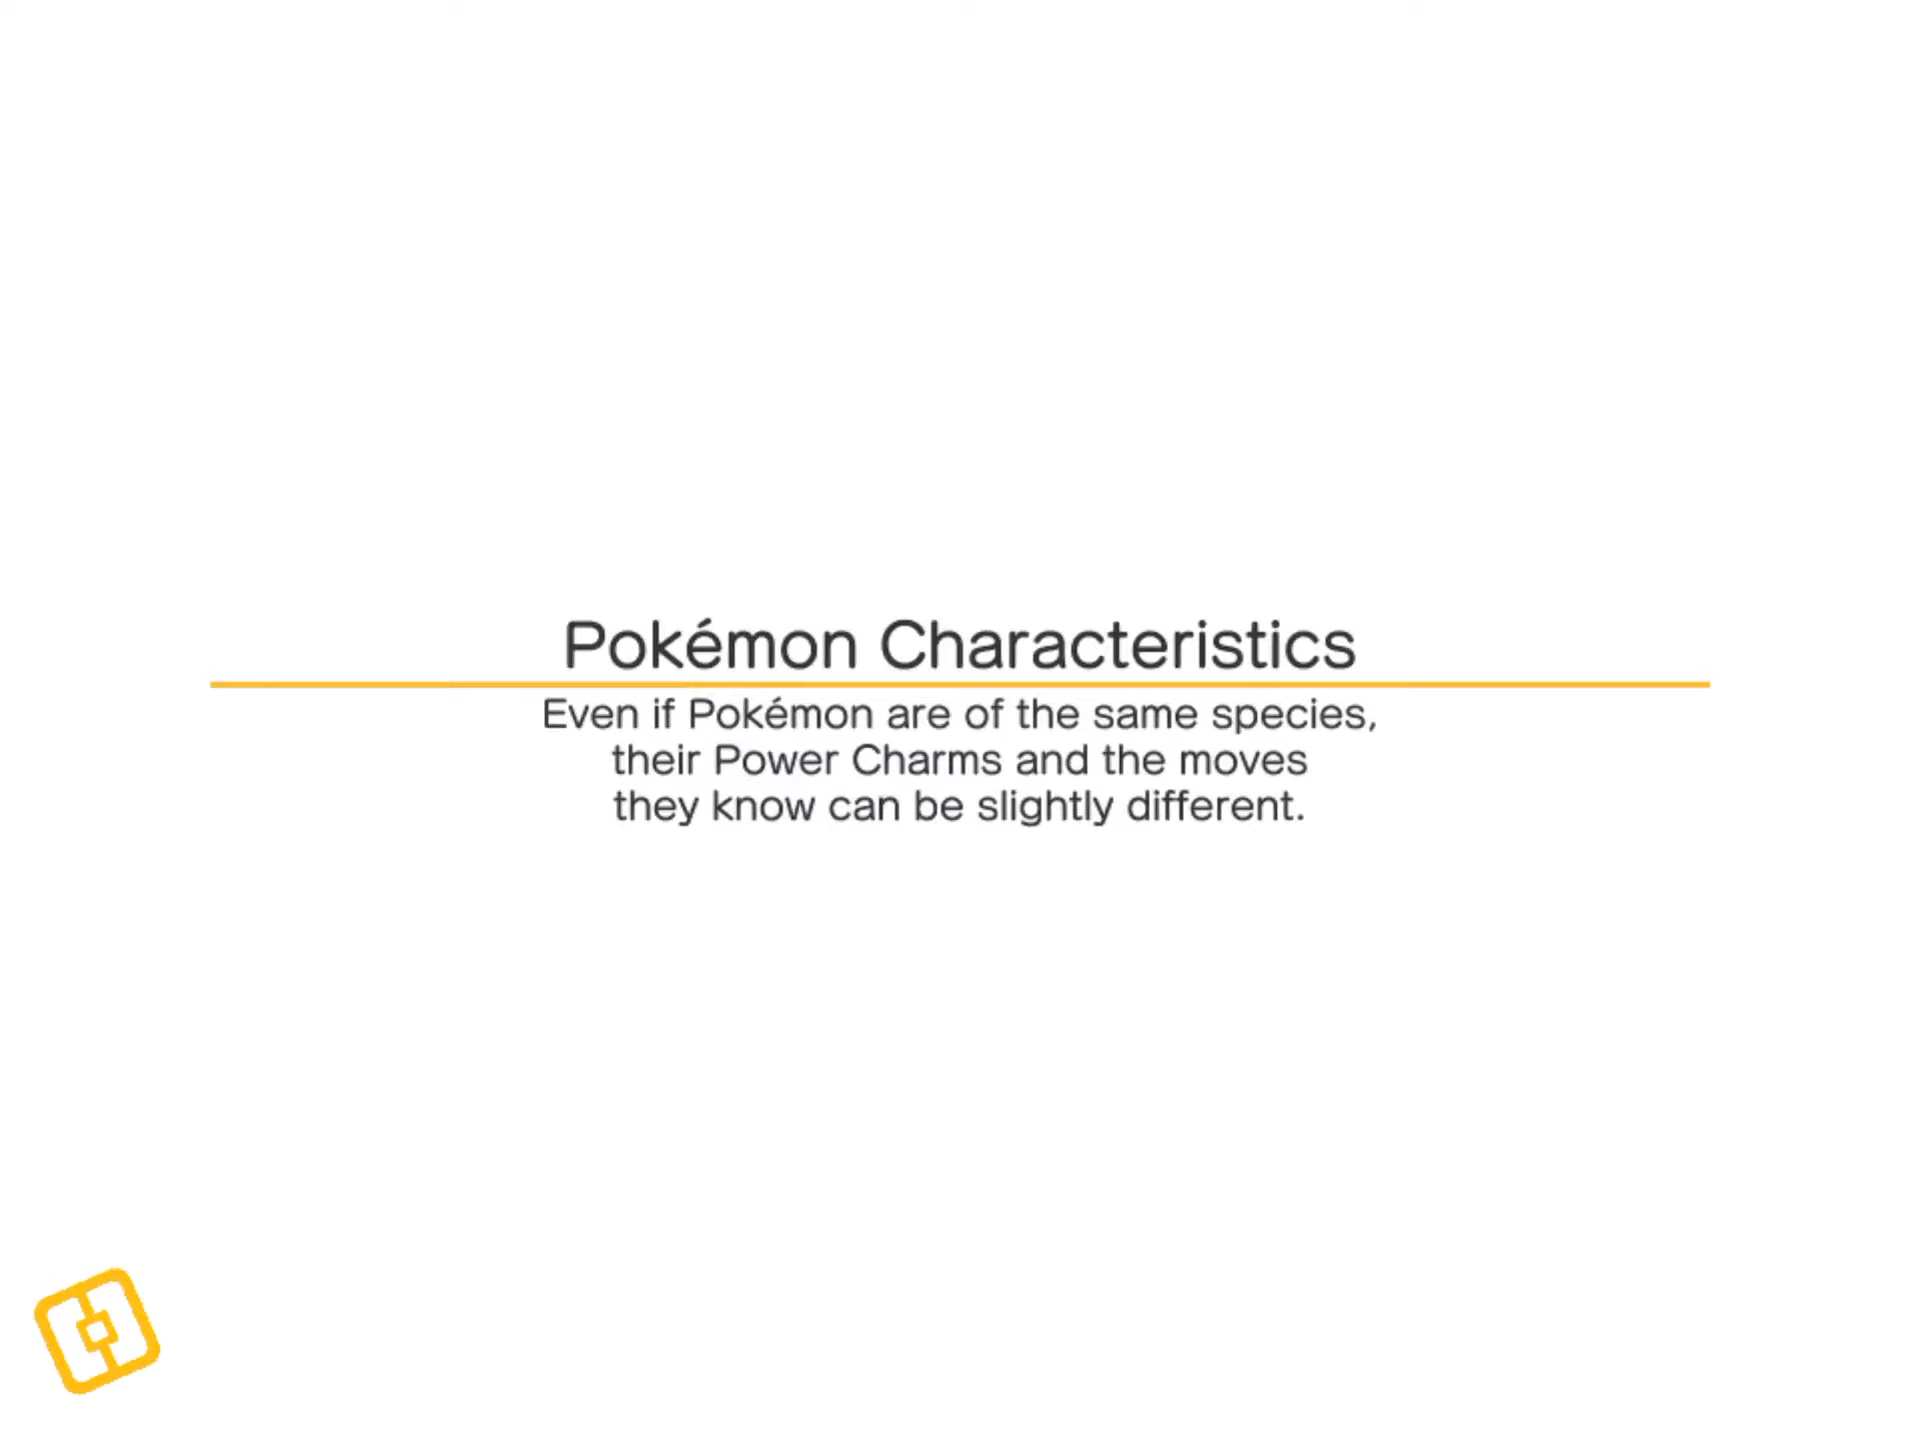 Pokémon Characteristics
Even if Pokémon are of the same species,
their Power Charms and the moves
they know can be slightly different.